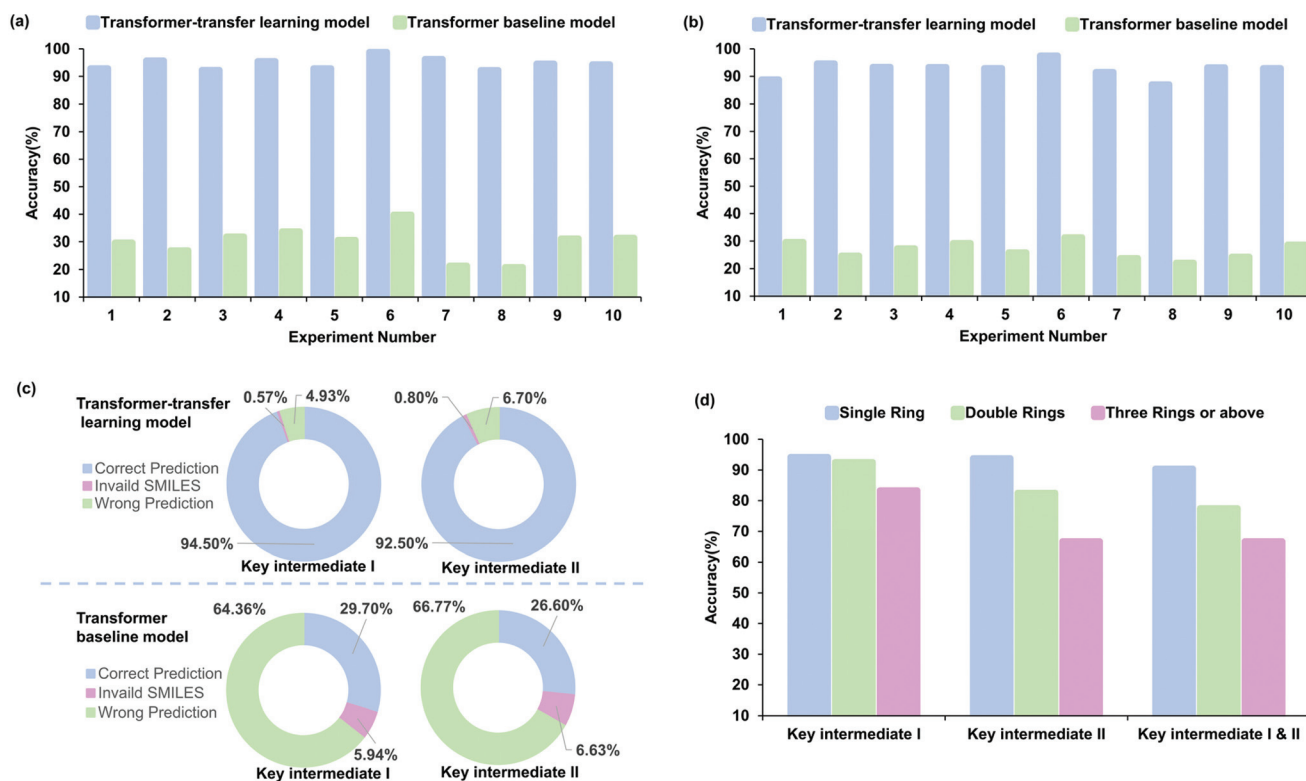 (a)
Transformer-transfer learning model
Transformer baseline model
Accuracy(%)
100
90
80
70
60
50
40
30
20
10
1 2 3 4 5 6 7 8 9 10
Experiment Number
(b)
Transformer-transfer learning model
Transformer baseline model
Accuracy(%)
100
90
80
70
60
50
40
30
20
10
1 2 3 4 5 6 7 8 9 10
Experiment Number
(c)
Transformer-transfer
learning model
Correct Prediction
Invaild SMILES
Wrong Prediction
0.57% 4.93%
94.50%
Key intermediate I
0.80% 6.70%
92.50%
Key intermediate II
Transformer
baseline model
Correct Prediction
Invaild SMILES
Wrong Prediction
64.36% 29.70%
5.94%
Key intermediate I
66.77% 26.60%
6.63%
Key intermediate II
(d)
Single Ring
Double Rings
Three Rings or above
Accuracy(%)
100
90
80
70
60
50
40
30
20
10
Key intermediate I
Key intermediate II
Key intermediate I & II